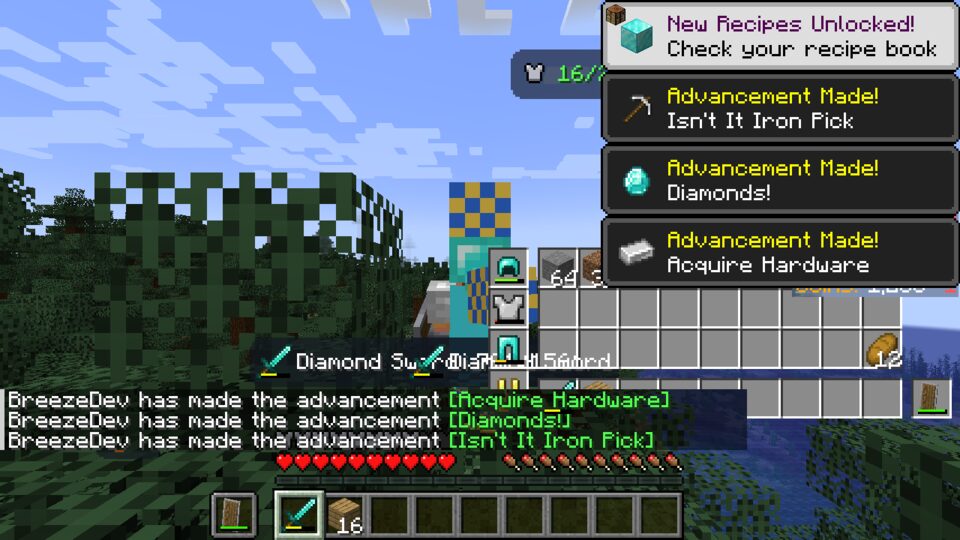 New Recipes Unlocked!
Check your recipe book
16/
Advancement Made!
Isn't It Iron Pick
Advancement Made!
Diamonds!
Advancement Made!
Acquire Hardware
64
12
Diamond
BreezeDev has made the advancement [Acquire Hardware]
BreezeDev has made the advancement [Diamonds!]
BreezeDev has made the advancement [Isn't It Iron Pick]
16